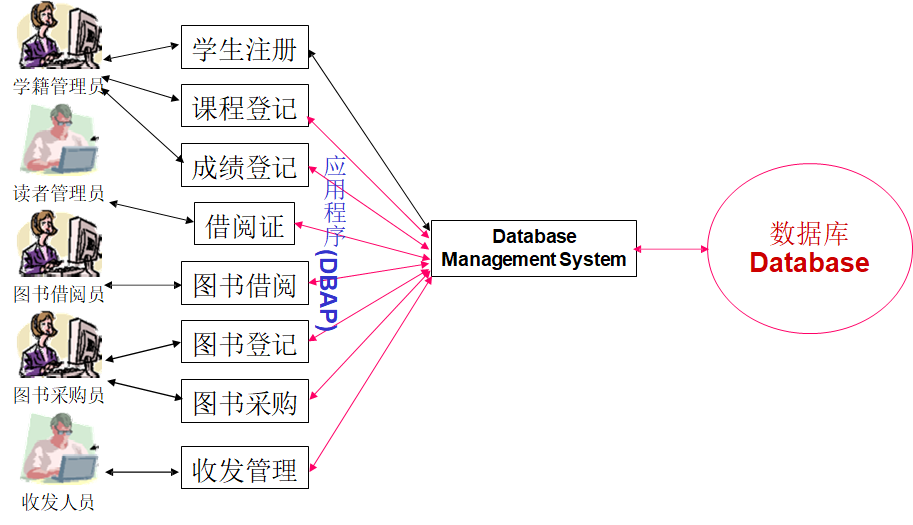 学籍管理员
读者管理员
图书借阅员
图书采购员
收发人员
学生注册
课程登记
成绩登记
借阅证
图书借阅
图书登记
图书采购
收发管理
应用程序(DBAP)
Database
Management System
数据库
Database